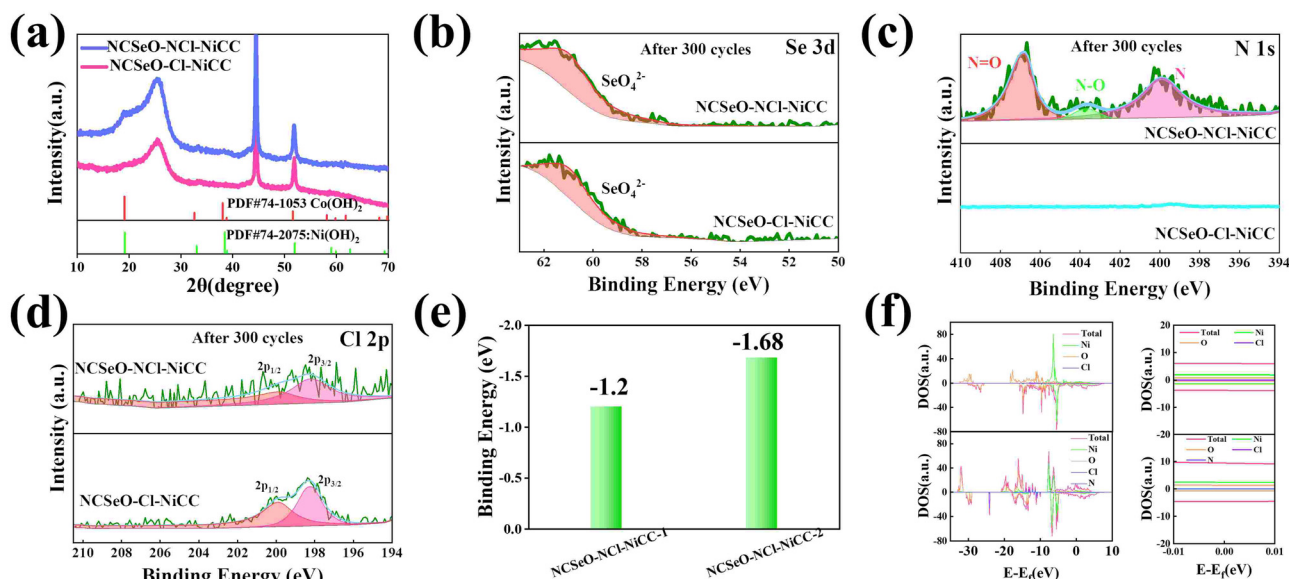 (a)
NCSeO-NCl-NiCC
NCSeO-Cl-NiCC
PDF#74-1053 Co(OH)2
PDF#74-2075:Ni(OH)2
Intensity (a.u.)
10 20 30 40 50 60 70
2θ(degree)
(b)
After 300 cycles
Se 3d
SeO₄²⁻
NCSeO-NCl-NiCC
SeO₄²⁻
NCSeO-Cl-NiCC
Intensity (a.u.)
62 60 58 56 54 52 50
Binding Energy (eV)
(c)
After 300 cycles
N 1s
N=O
N-O
N
NCSeO-NCl-NiCC
NCSeO-Cl-NiCC
Intensity (a.u.)
410 408 406 404 402 400 398 396 394
Binding Energy (eV)
(d)
After 300 cycles
Cl 2p
NCSeO-NCl-NiCC
2p1/2
2p3/2
NCSeO-Cl-NiCC
2p1/2
2p3/2
Intensity (a.u.)
210 208 206 204 202 200 198 196 194
Binding Energy (eV)
(e)
-2.0
-1.5
-1.0
-0.5
0.0
Binding Energy (eV)
-1.2
-1.68
NCSeO-NCl-NiCC-1
NCSeO-NCl-NiCC-2
(f)
80
40
0
-40
-80
DOS(a.u.)
Total
Ni
O
Cl
80
40
0
-40
-80
DOS(a.u.)
Total
Ni
O
Cl
N
-30 -20 -10 0 10
E-Ef(eV)
20
10
0
-10
-20
DOS(a.u.)
Total Ni
O Cl
20
10
0
-10
-20
DOS(a.u.)
Total Ni
O Cl
N
-0.01 0.00 0.01
E-Ef(eV)